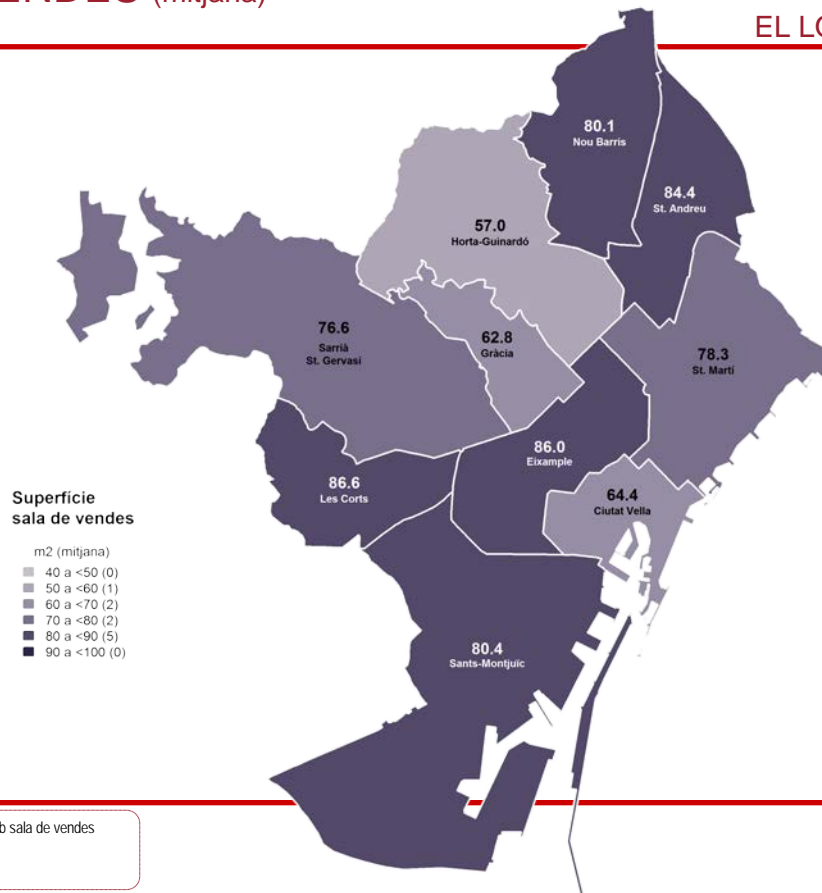 (mitjana)
EL
80.1
Nou Barris
84.4
St. Andreu
57.0
Horta-Guinardó
76.6
Sarrià
St. Gervasi
62.8
Gràcia
78.3
St. Martí
86.0
Eixample
86.6
Les Corts
64.4
Ciutat Vella
80.4
Sants-Montjuïc
Superfície
sala de vendes
m2 (mitjana)
40 a <50 (0)
50 a <60 (1)
60 a <70 (2)
70 a <80 (2)
80 a <90 (5)
90 a <100 (0)
sala de vendes